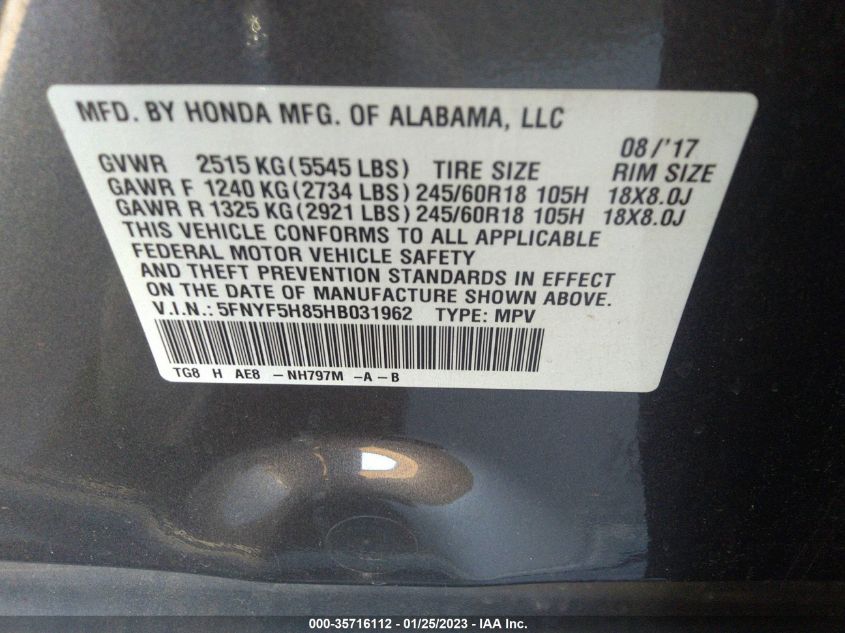 MFD. BY HONDA MFG. OF ALABAMA, LLC
08/'17
GVWR 2515 KG(5545 LBS) TIRE SIZE RIM SIZE
GAWR F 1240 KG(2734 LBS)245/60R18 105H 18X8.0J
GAWR R1325 KG(2921 LBS)245/60R18 105H 18X8.0J
THIS VEHICLE CONFORMS TO ALL APPLICABLE
FEDERAL MOTOR VEHICLE SAFETY
AND THEFT PREVENTION STANDARDS IN EFFECT
ON THE DATE OF MANUFACTURE SHOWN ABOVE.
V.I.N.: 5FNYF5H85HB031962 TYPE: MPV
TG8 H AE8 -NH797M -A-B
000-35716112 - 01/25/2023 - IAA Inc.